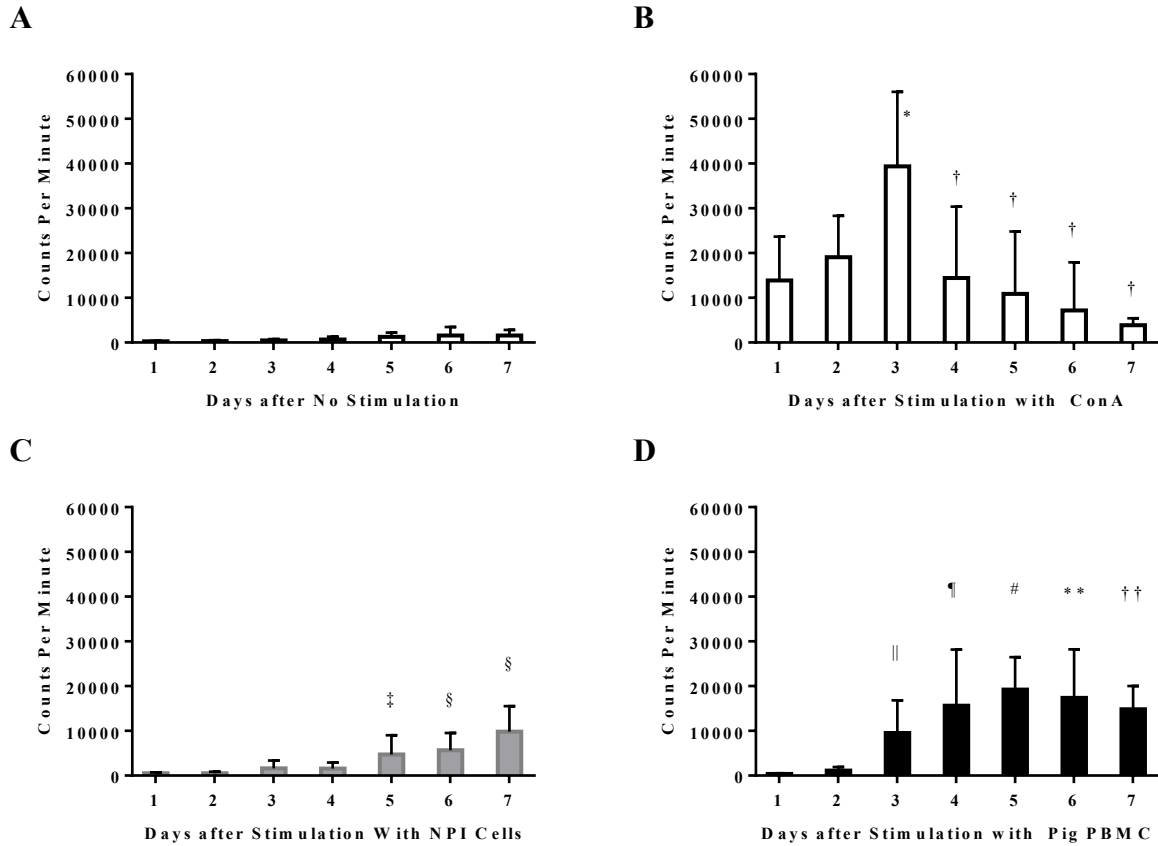 A
B
60000
50000
40000
30000
20000
10000
0
Counts Per Minute
1 2 3 4 5 6 7
Days after No Stimulation
60000
50000
40000
30000
20000
10000
0
Counts Per Minute
*
†
†
†
†
1 2 3 4 5 6 7
Days after Stimulation with ConA
C
D
60000
50000
40000
30000
20000
10000
0
Counts Per Minute
‡
§
§
1 2 3 4 5 6 7
Days after Stimulation With NPI Cells
60000
50000
40000
30000
20000
10000
0
Counts Per Minute
||
¶
#
**
††
1 2 3 4 5 6 7
Days after Stimulation with Pig PBMC